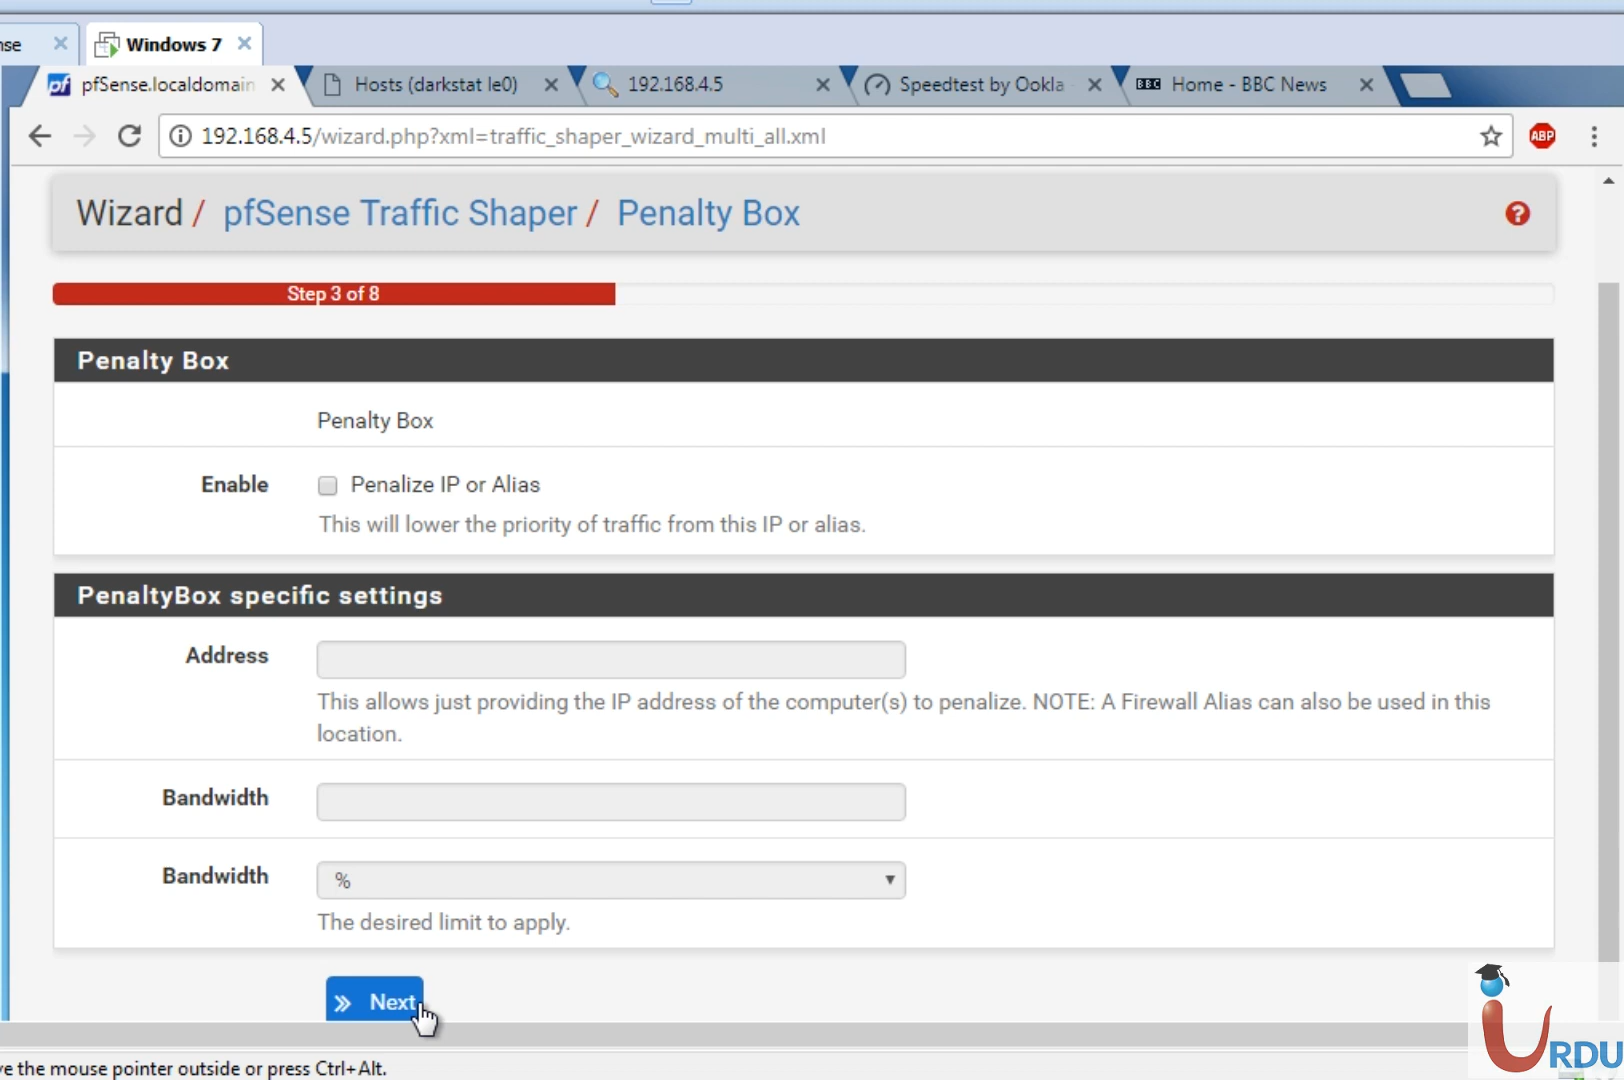 nse
Windows 7
pfSense.localdomain
Hosts (darkstat le0)
192.168.4.5
Speedtest by Ookla
BBC Home - BBC News
192.168.4.5/wizard.php?xml=traffic_shaper_wizard_multi_all.xml
ABP
Wizard / pfSense Traffic Shaper / Penalty Box
Step 3 of 8
Penalty Box
Penalty Box
Enable
Penalize IP or Alias
This will lower the priority of traffic from this IP or alias.
PenaltyBox specific settings
Address
This allows just providing the IP address of the computer(s) to penalize. NOTE: A Firewall Alias can also be used in this
location.
Bandwidth
Bandwidth
%
The desired limit to apply.
Next
URDU
ve the mouse pointer outside or press Ctrl+Alt.